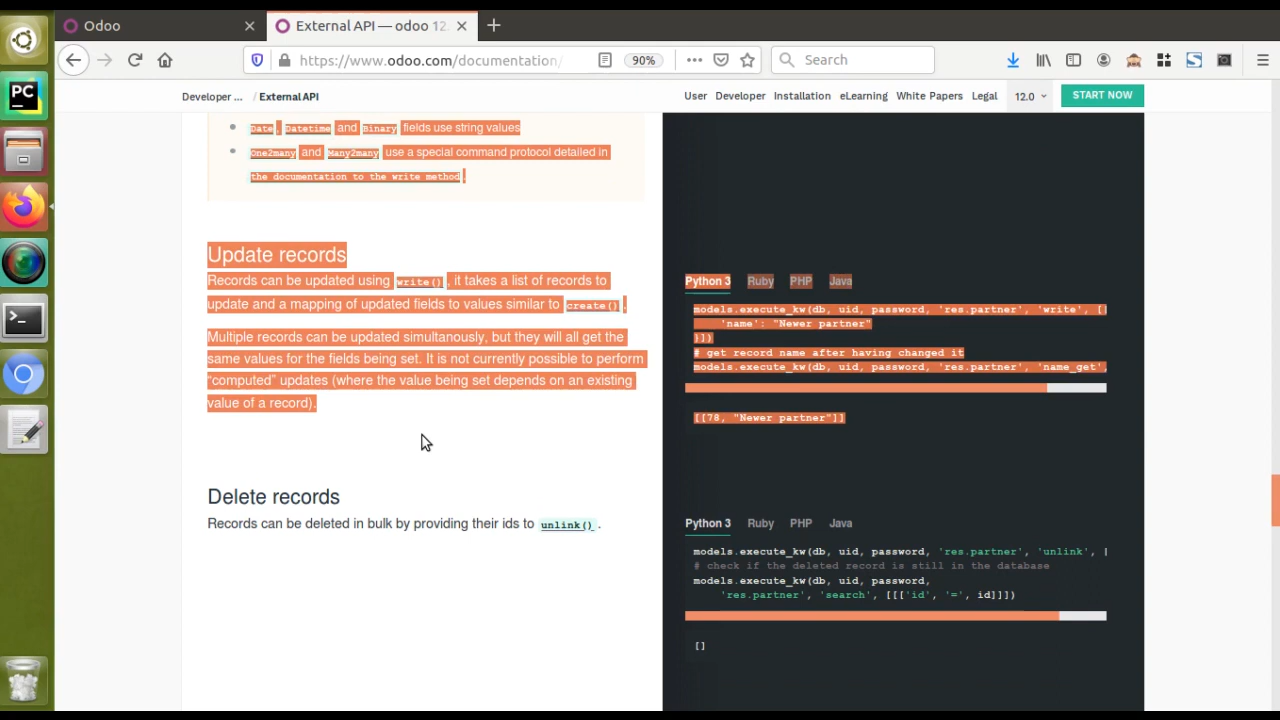 Odoo
External API — odoo 12.
https://www.odoo.com/documentation/
90%
Search
Developer ... / External API
User Developer Installation eLearning White Papers Legal 12.0 START NOW
Date, Datetime and Binary fields use string values
One2many and Many2many use a special command protocol detailed in
the documentation to the write method.
Update records
Records can be updated using write(), it takes a list of records to
update and a mapping of updated fields to values similar to create().
Multiple records can be updated simultanously, but they will all get the
same values for the fields being set. It is not currently possible to perform
“computed” updates (where the value being set depends on an existing
value of a record).
Python 3 Ruby PHP Java
models.execute_kw(db, uid, password, 'res.partner', 'write', [[
'name': "Newer partner"
}])
# get record name after having changed it
models.execute_kw(db, uid, password, 'res.partner', 'name_get',
[[78, "Newer partner"]]
Delete records
Records can be deleted in bulk by providing their ids to unlink().
Python 3 Ruby PHP Java
models.execute_kw(db, uid, password, 'res.partner', 'unlink', [
# check if the deleted record is still in the database
models.execute_kw(db, uid, password,
'res.partner', 'search', [[['id', '=', id]]])
[]
PC